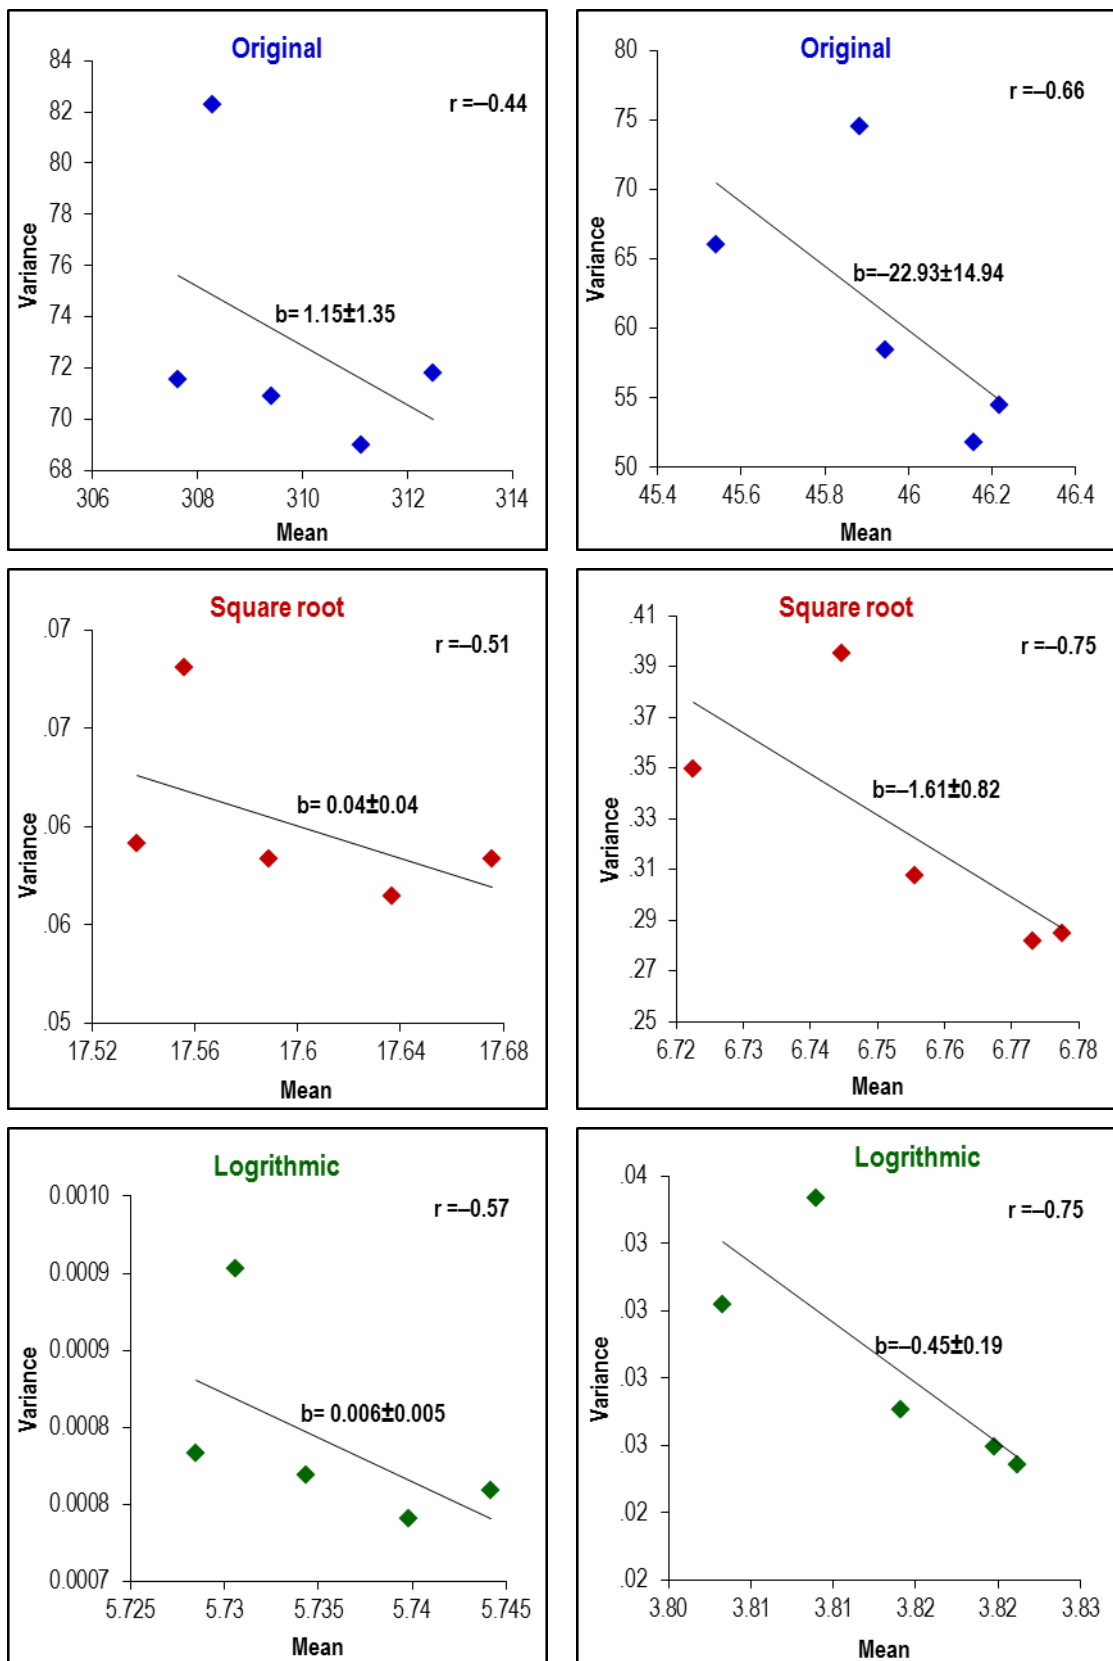 Original
r =–0.44
84
82
80
78
76
74
72
70
68
Variance
b= 1.15±1.35
306
308
310
312
314
Mean
Original
r =–0.66
80
75
70
65
60
55
50
Variance
b=–22.93±14.94
45.4
45.6
45.8
46
46.2
46.4
Mean
Square root
r =–0.51
.07
.07
.06
.06
.05
Variance
b= 0.04±0.04
17.52
17.56
17.6
17.64
17.68
Mean
Square root
r =–0.75
.41
.39
.37
.35
.33
.31
.29
.27
.25
Variance
b=–1.61±0.82
6.72
6.73
6.74
6.75
6.76
6.77
6.78
Mean
Logrithmic
r =–0.57
0.0010
0.0009
0.0009
0.0008
0.0008
0.0007
Variance
b= 0.006±0.005
5.725
5.73
5.735
5.74
5.745
Mean
Logrithmic
r =–0.75
.04
.03
.03
.03
.03
.02
.02
Variance
b=–0.45±0.19
3.80
3.81
3.81
3.82
3.82
3.83
Mean